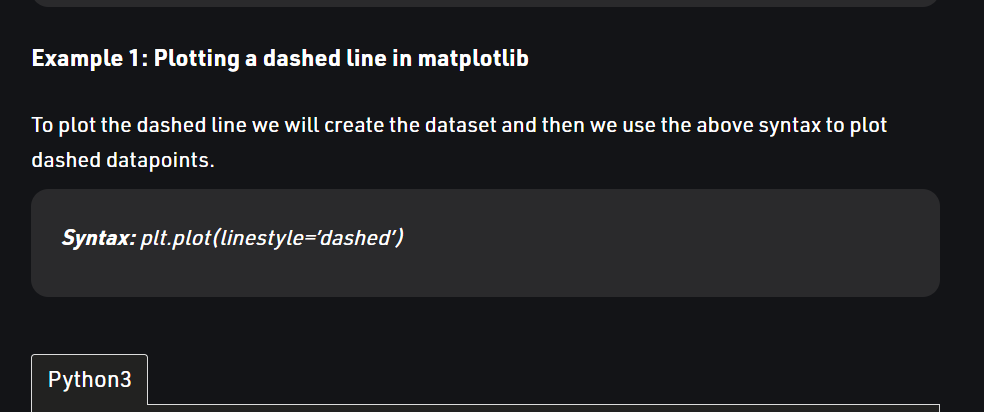 Example 1: Plotting a dashed line in matplotlib
To plot the dashed line we will create the dataset and then we use the above syntax to plot
dashed datapoints.
Syntax: plt.plot(linestyle=’dashed’)
Python3